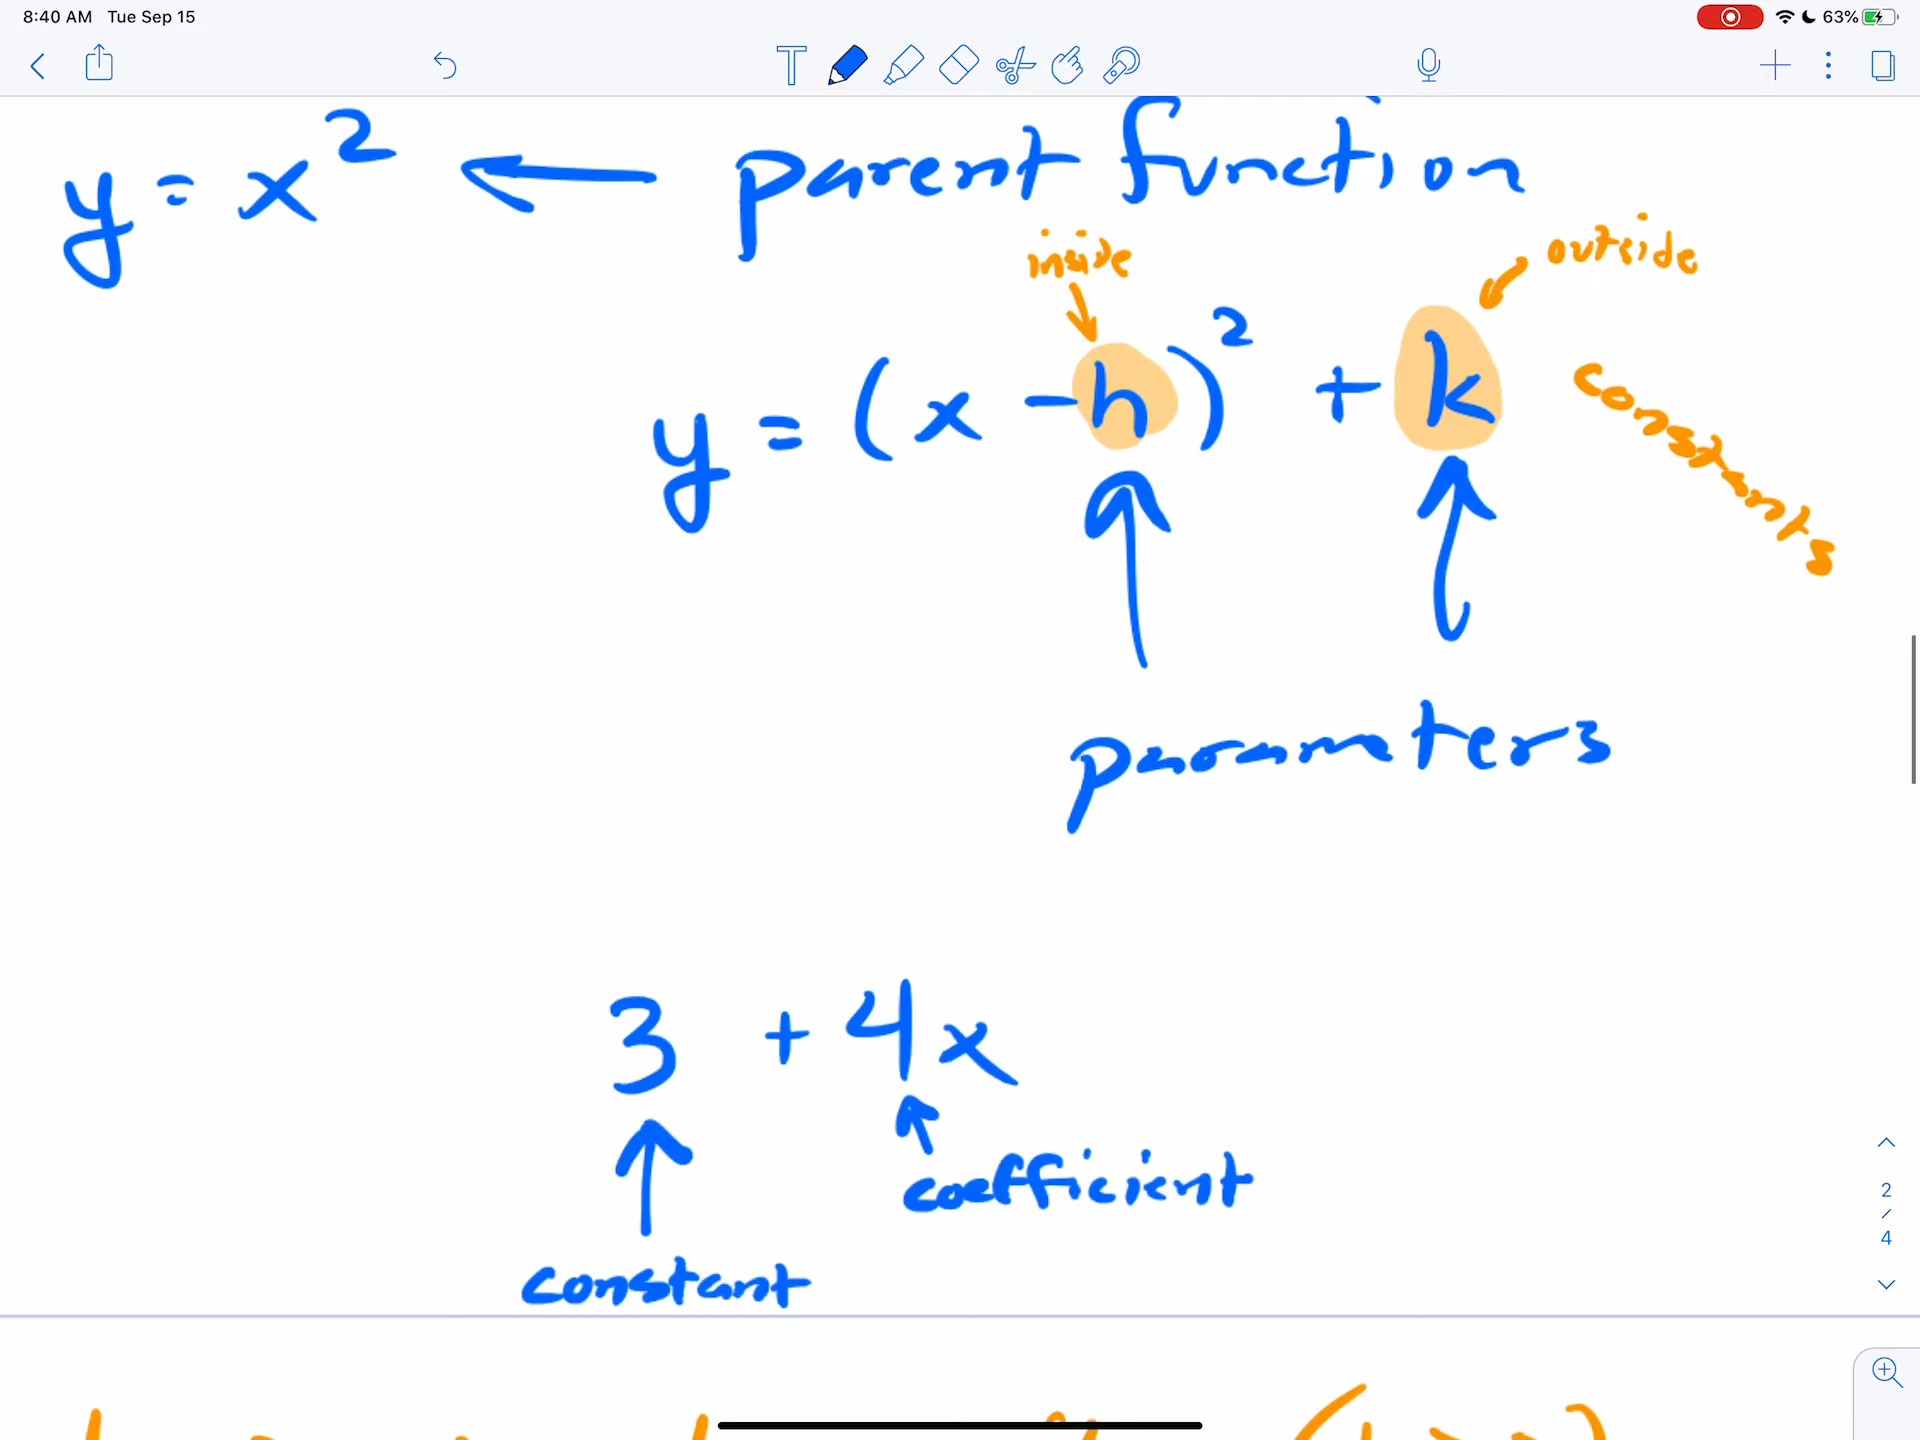 8:40 AM Tue Sep 15
63%
y = x² ← parent function
inside
outside
y = (x - h)² + k
constants
parameters
3 + 4x
coefficient
constant
2
/
4